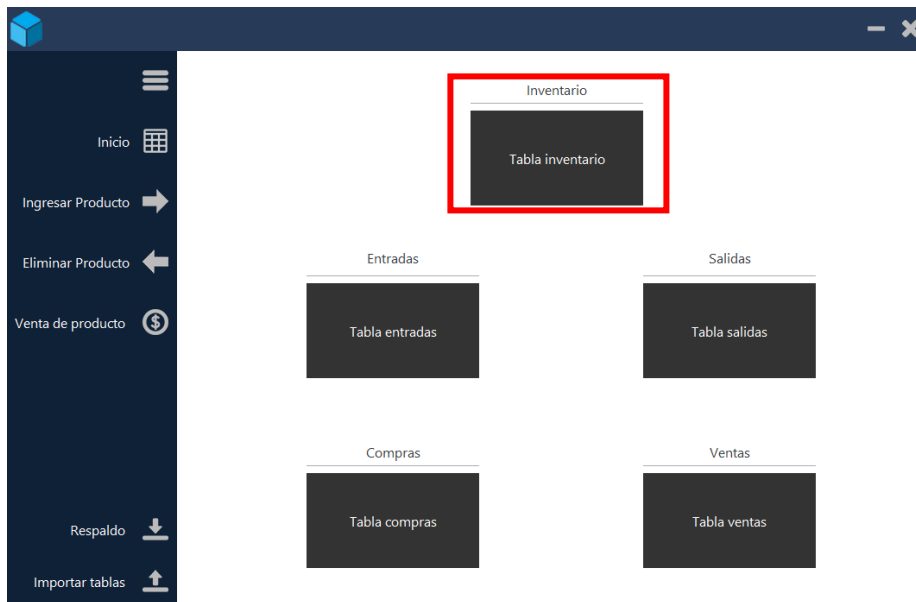 Inicio
Ingresar Producto
Eliminar Producto
Venta de producto
Respaldo
Importar tablas
Inventario
Tabla inventario
Entradas
Salidas
Tabla entradas
Tabla salidas
Compras
Ventas
Tabla compras
Tabla ventas